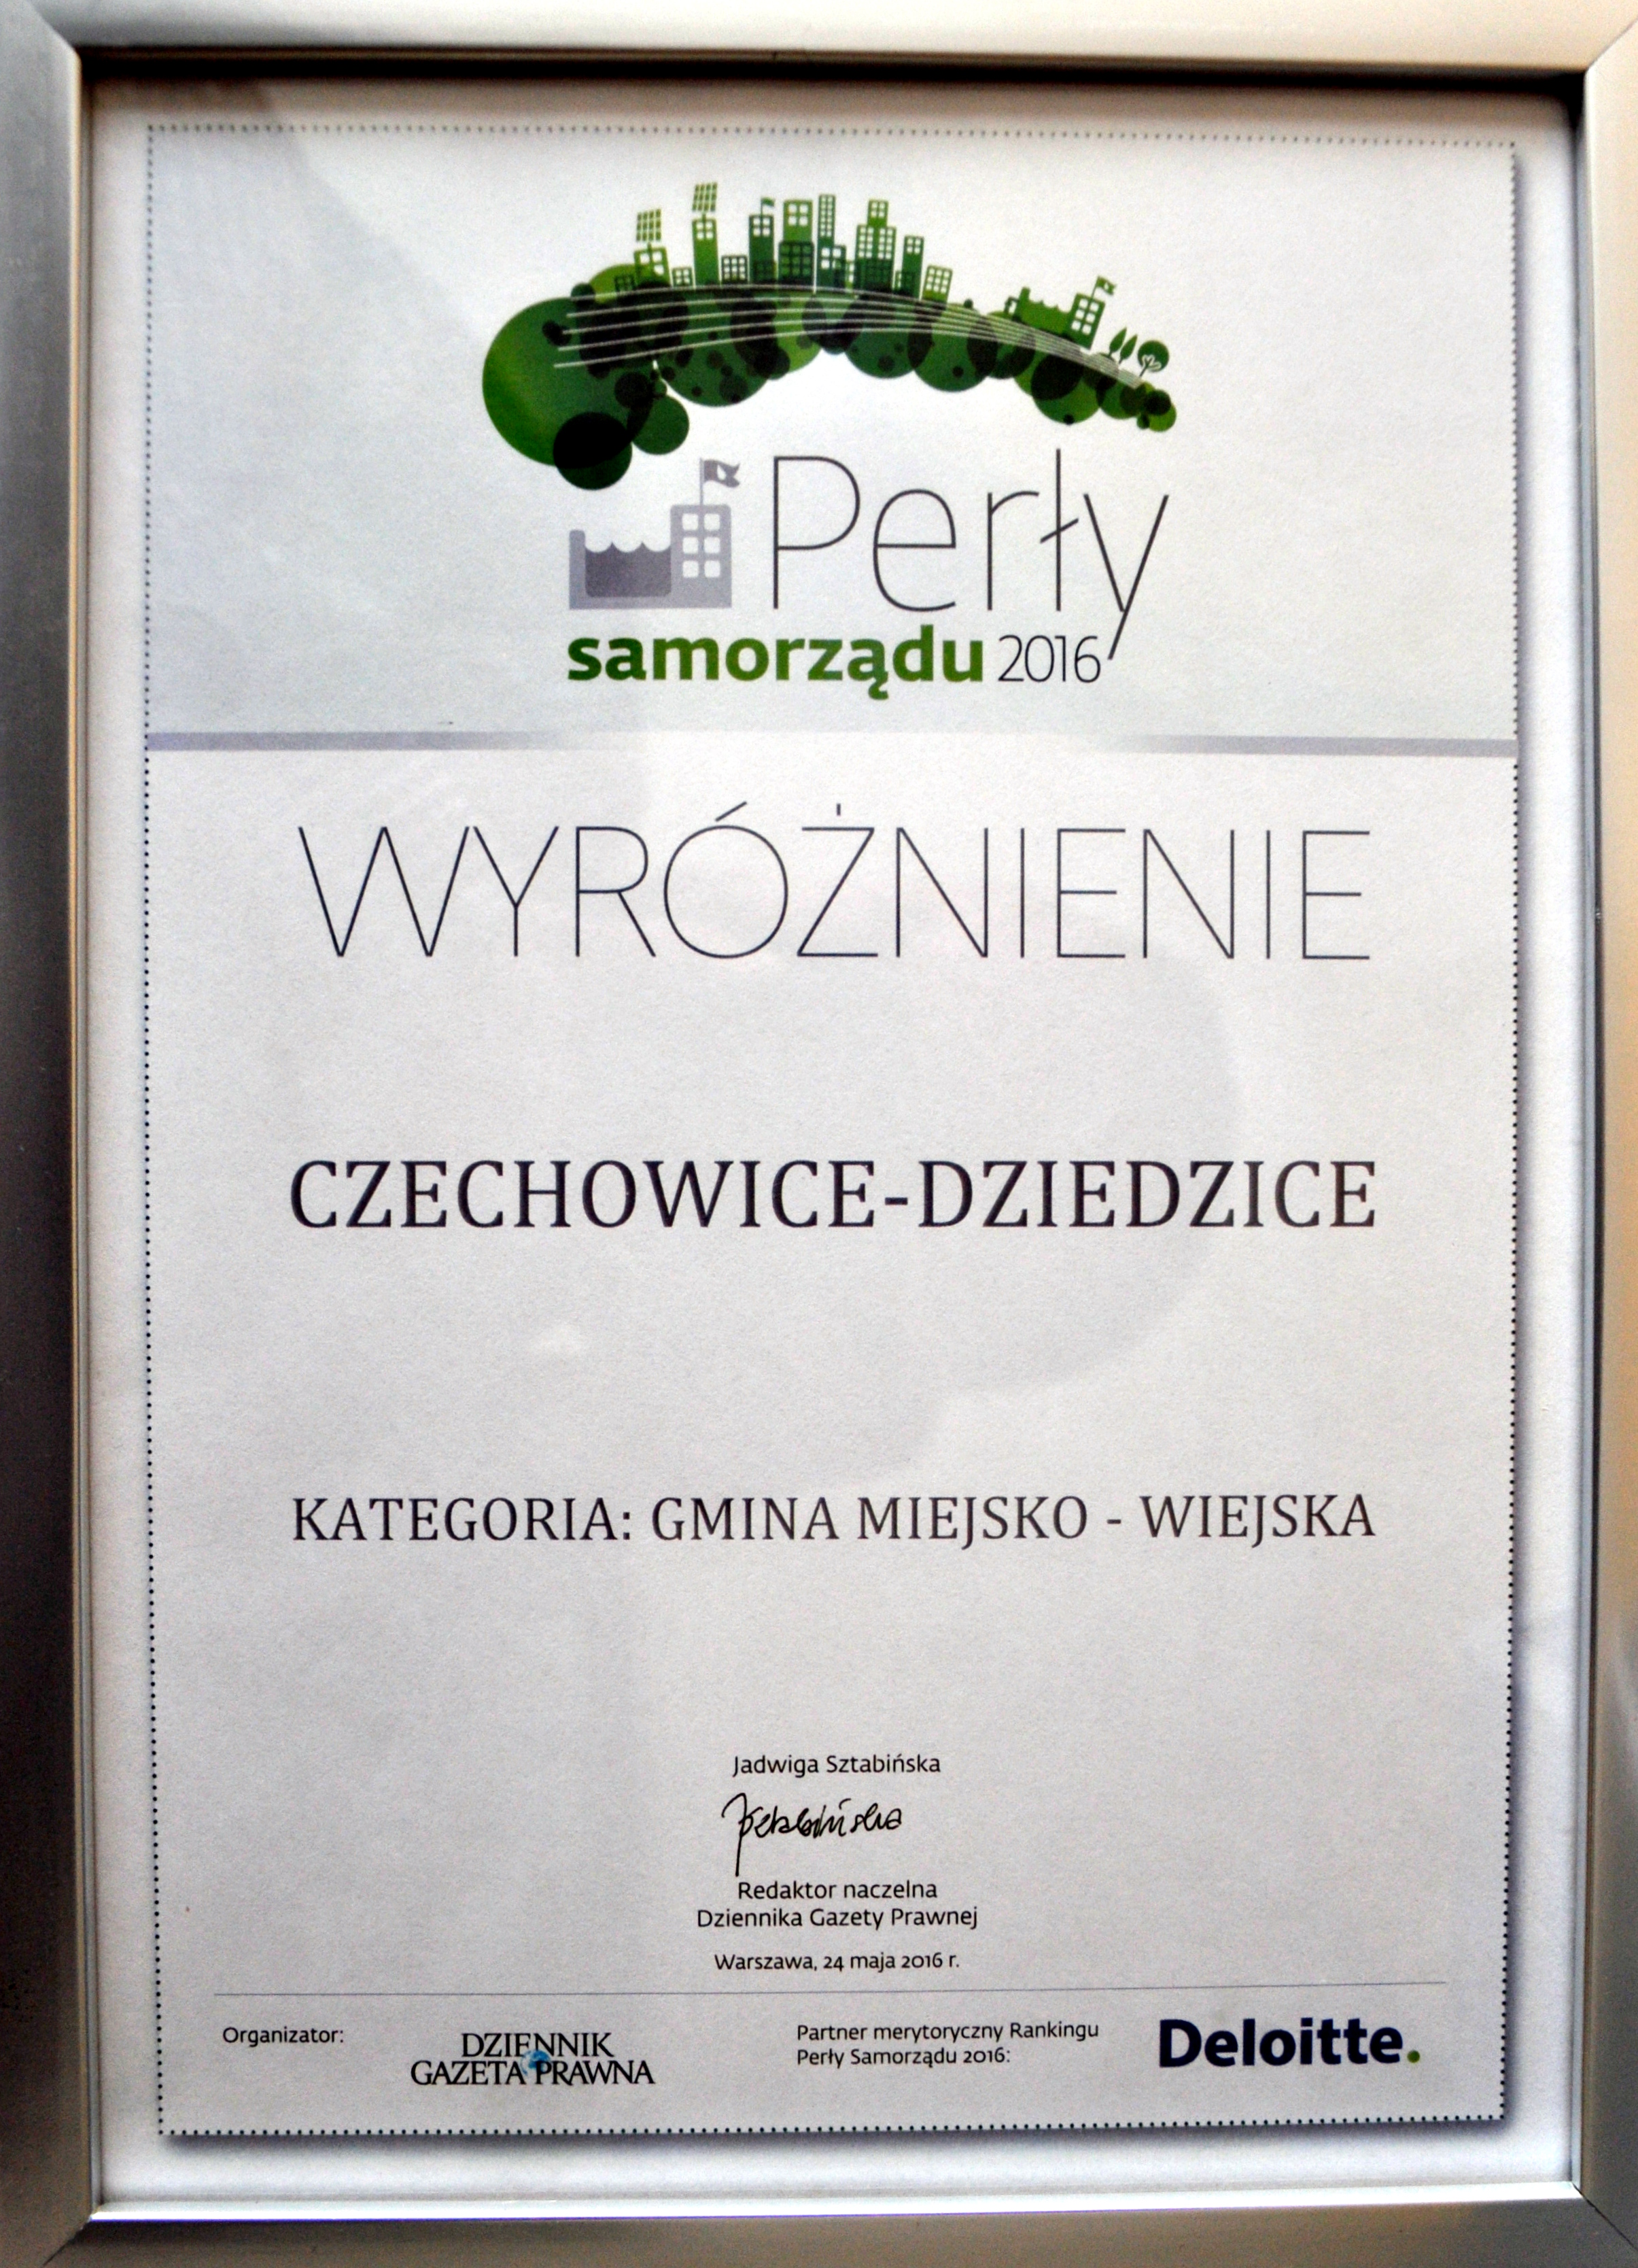 Perły
samorządu 2016
WYRÓŻNIENIE
CZECHOWICE-DZIEDZICE
KATEGORIA: GMINA MIEJSKO - WIEJSKA
Jadwiga Sztabińska
Redaktor naczelna
Dziennika Gazety Prawnej
Warszawa, 24 maja 2016 r.
Organizator:
DZIENNIK
GAZETA PRAWNA
Partner merytoryczny Rankingu
Perły Samorządu 2016:
Deloitte.